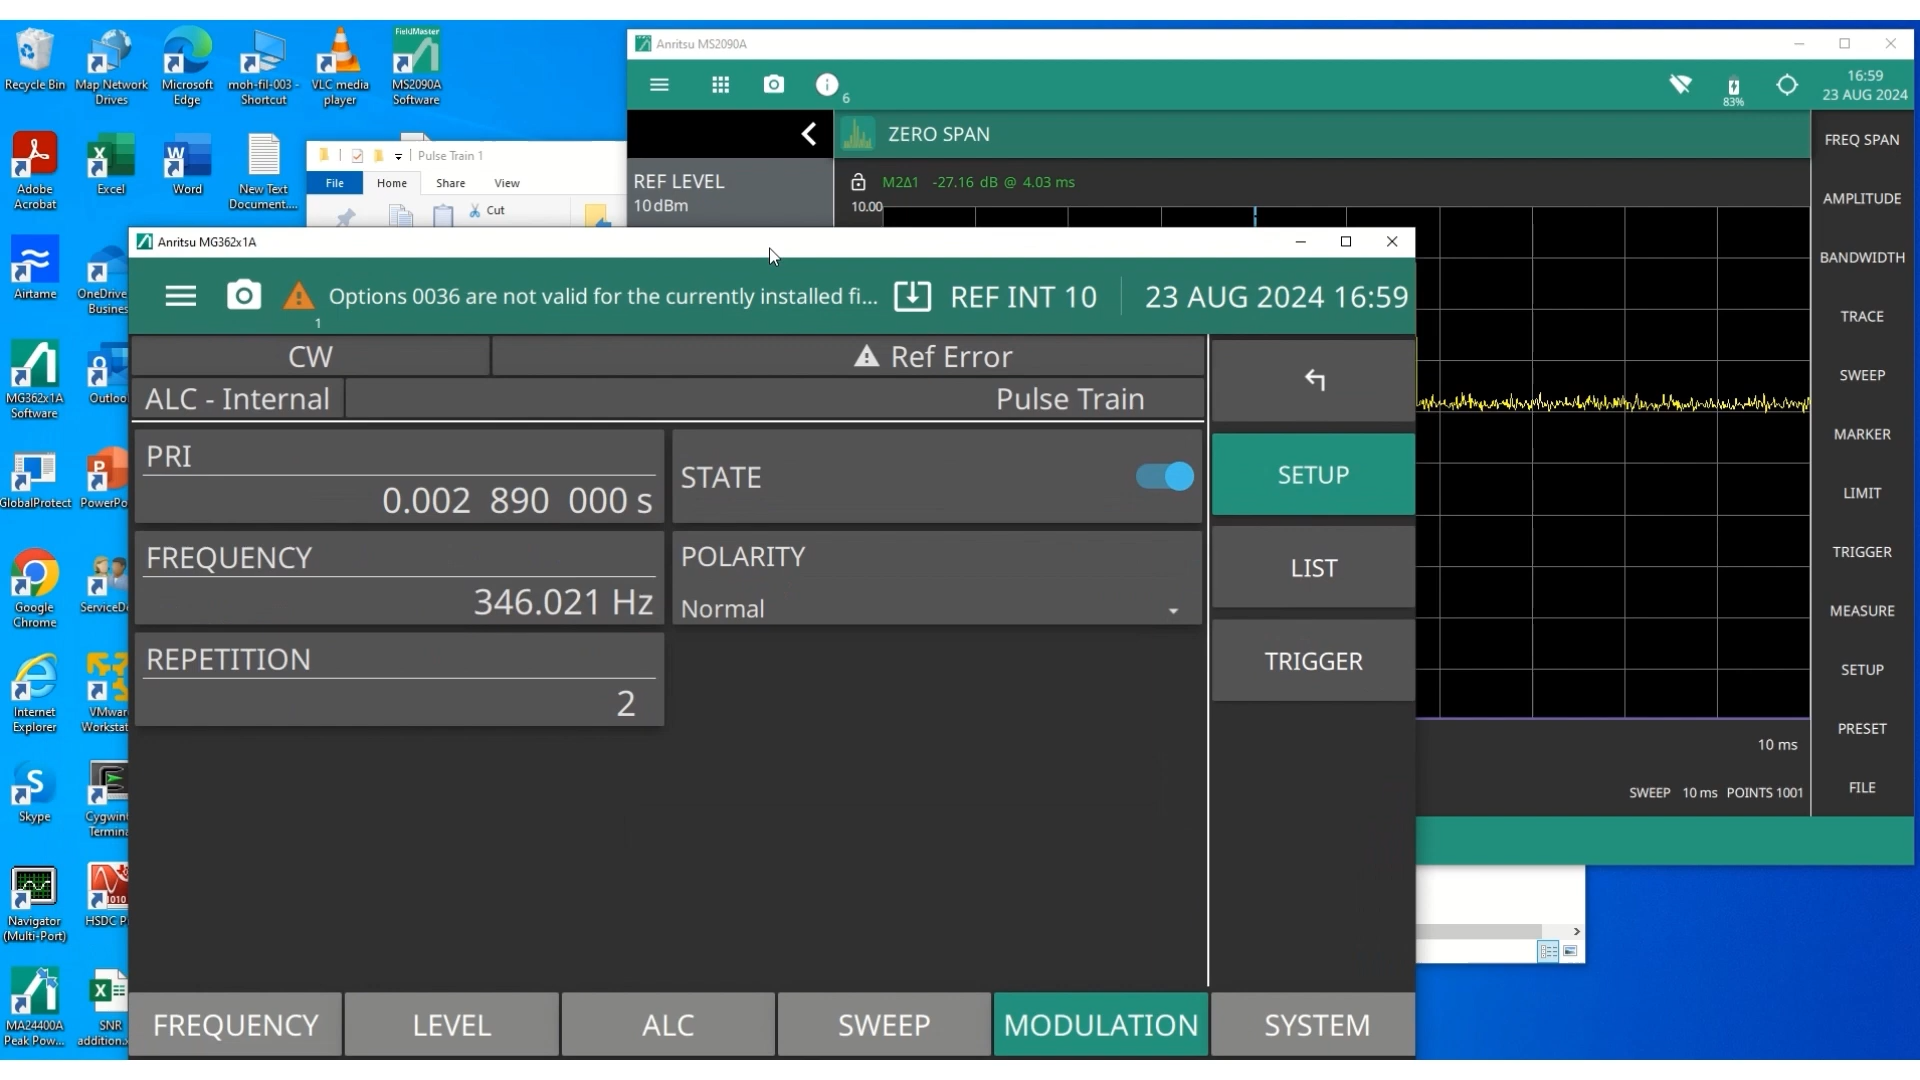 Recycle Bin
Map Network
Drives
Microsoft
Edge
moh-fil-003 -
Shortcut
VLC media
player
FieldMaster
MS2090A
Software
Adobe
Acrobat
Excel
Word
New Text
Document....
Airtame
OneDrive
Busines
MG362x1A
Software
Outloo
GlobalProtect
PowerPo
Google
Chrome
ServiceD
Internet
Explorer
VMwar
Workstat
Skype
Cygwin
Termin
Navigator
(Multi-Port)
HSDC P
MA24400A
Peak Pow...
SNR
addition.x
Pulse Train 1
File
Home
Share
View
Cut
Anritsu MS2090A
6
83%
16:59
23 AUG 2024
ZERO SPAN
REF LEVEL
10 dBm
M2Δ1 -27.16 dB @ 4.03 ms
10.00
FREQ SPAN
AMPLITUDE
BANDWIDTH
TRACE
SWEEP
MARKER
LIMIT
TRIGGER
MEASURE
SETUP
PRESET
FILE
10 ms
SWEEP 10 ms POINTS 1001
Anritsu MG362x1A
1
Options 0036 are not valid for the currently installed fi...
REF INT 10
23 AUG 2024 16:59
CW
Ref Error
ALC - Internal
Pulse Train
PRI
0.002 890 000 s
STATE
FREQUENCY
346.021 Hz
POLARITY
Normal
REPETITION
2
SETUP
LIST
TRIGGER
FREQUENCY
LEVEL
ALC
SWEEP
MODULATION
SYSTEM